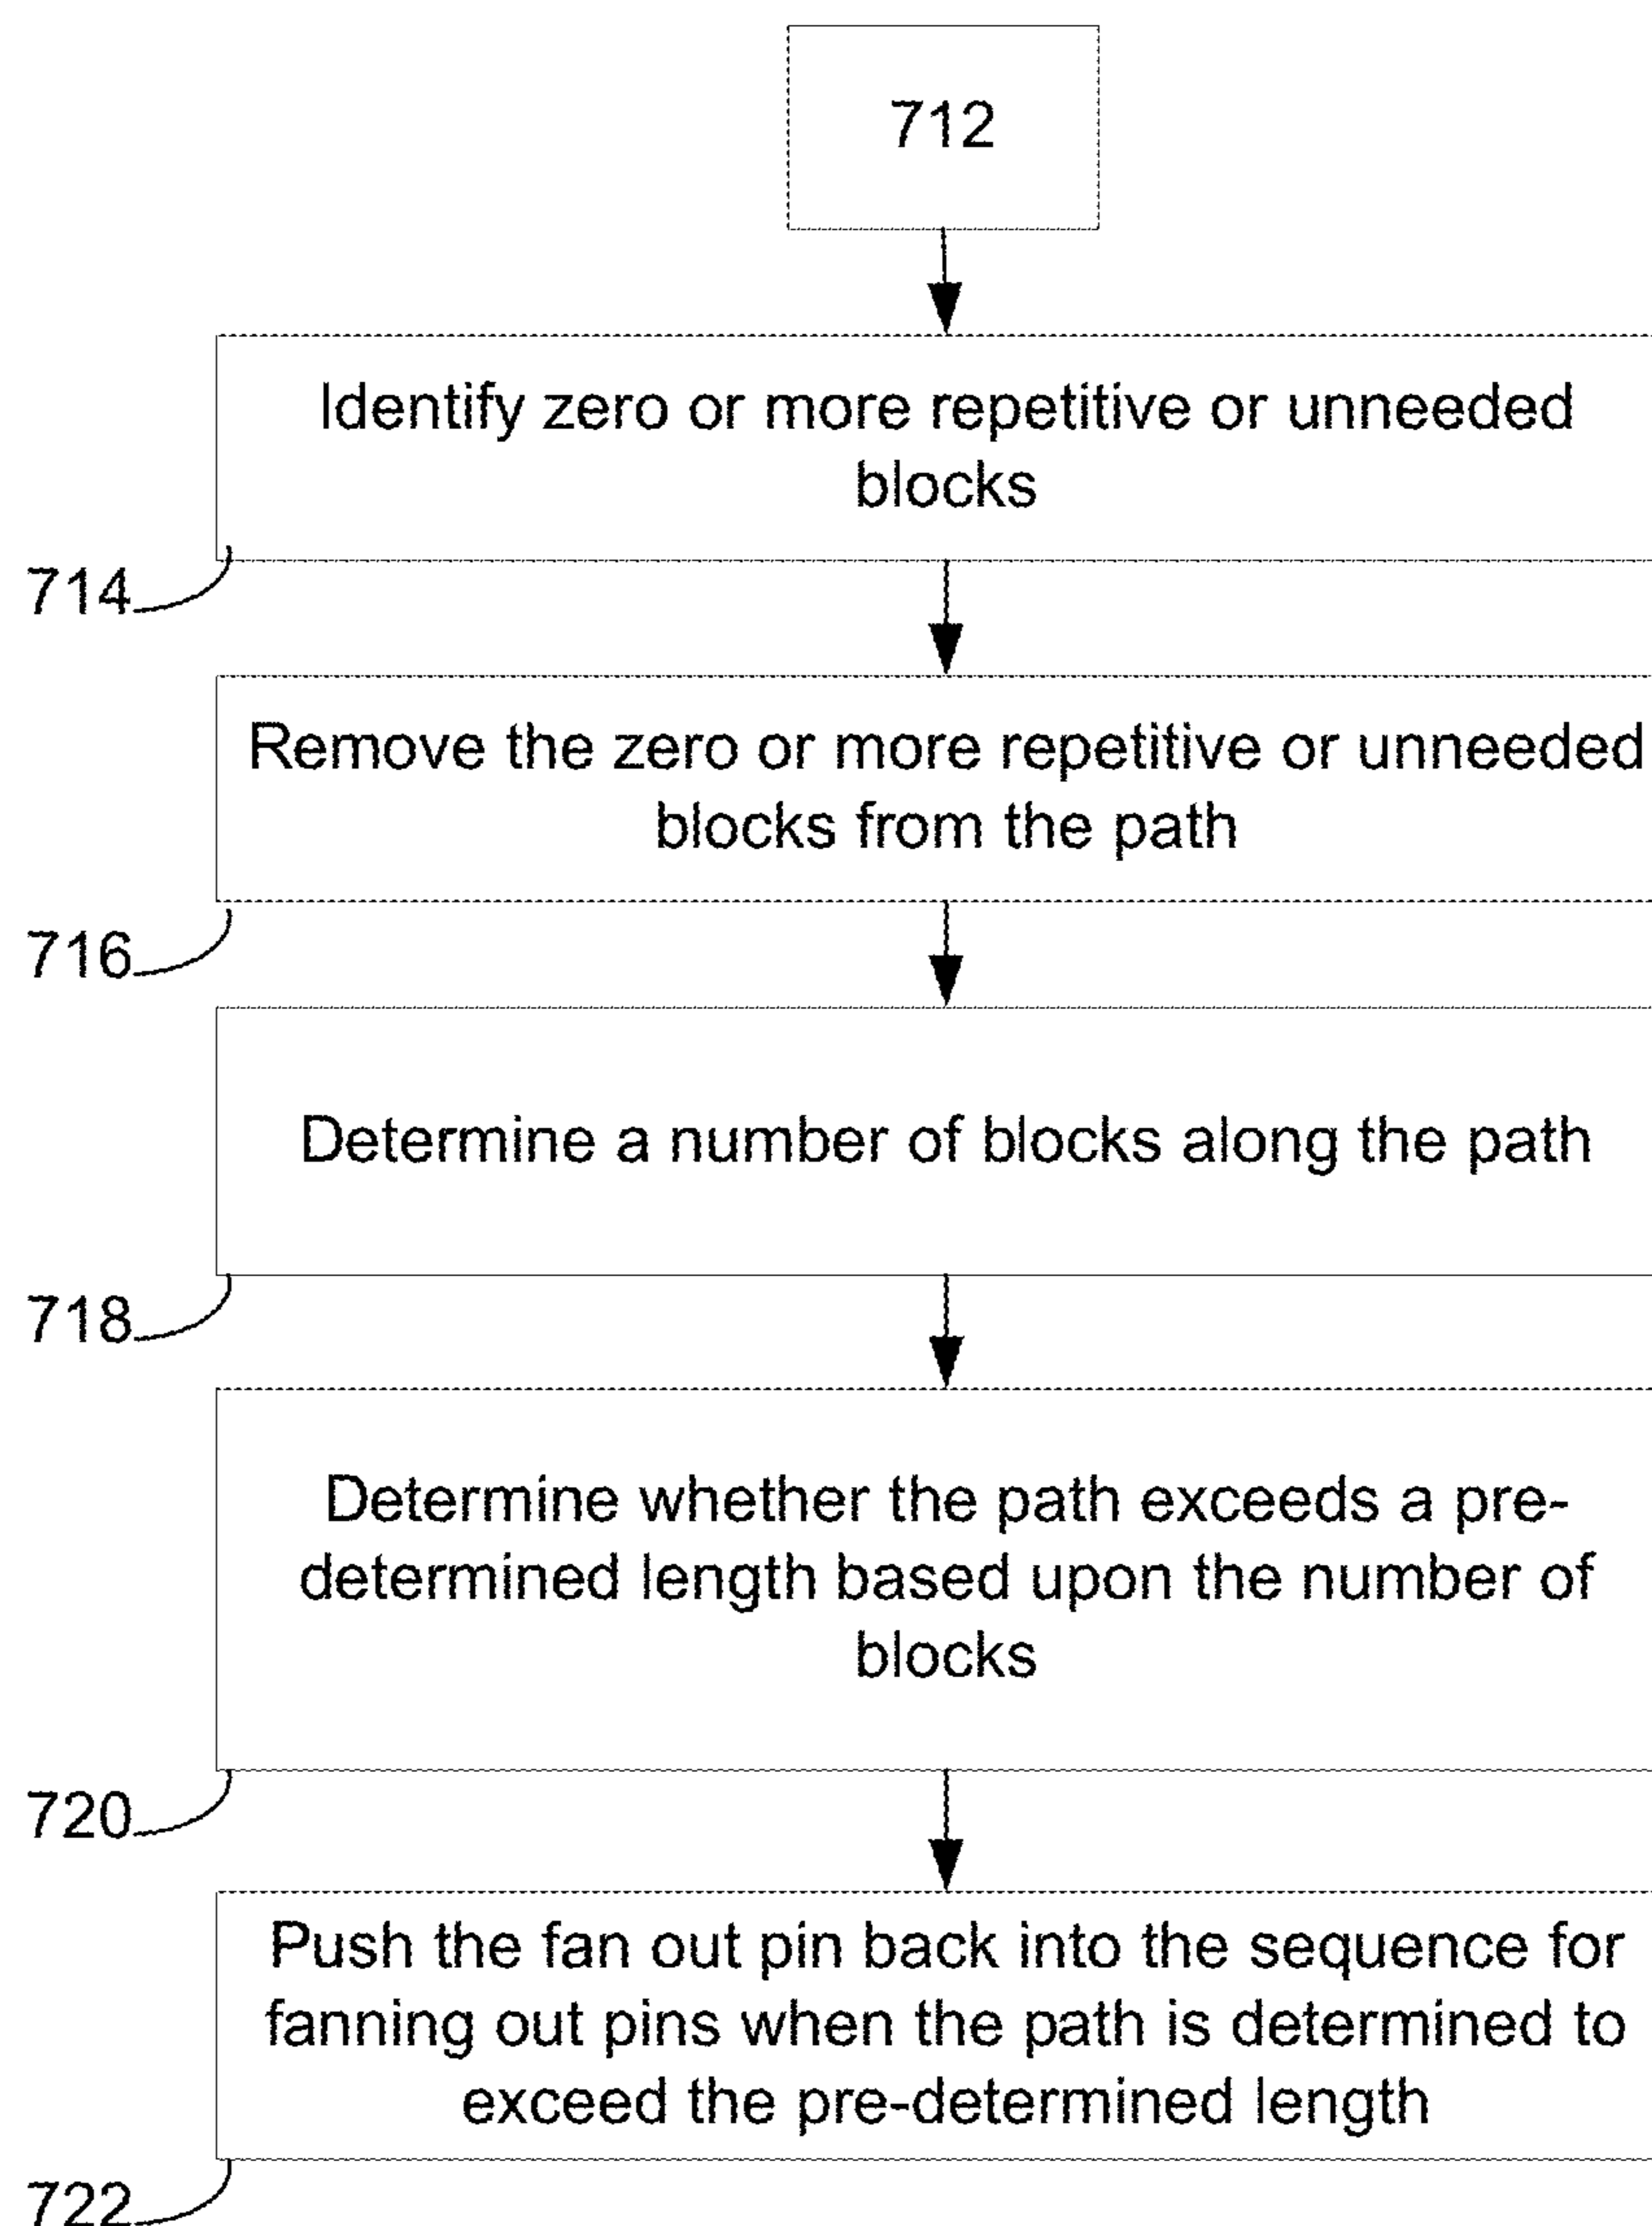 712
Identify zero or more repetitive or unneeded
blocks
714
Remove the zero or more repetitive or unneeded
blocks from the path
716
Determine a number of blocks along the path
718
Determine whether the path exceeds a pre-
determined length based upon the number of
blocks
720
Push the fan out pin back into the sequence for
fanning out pins when the path is determined to
exceed the pre-determined length
722